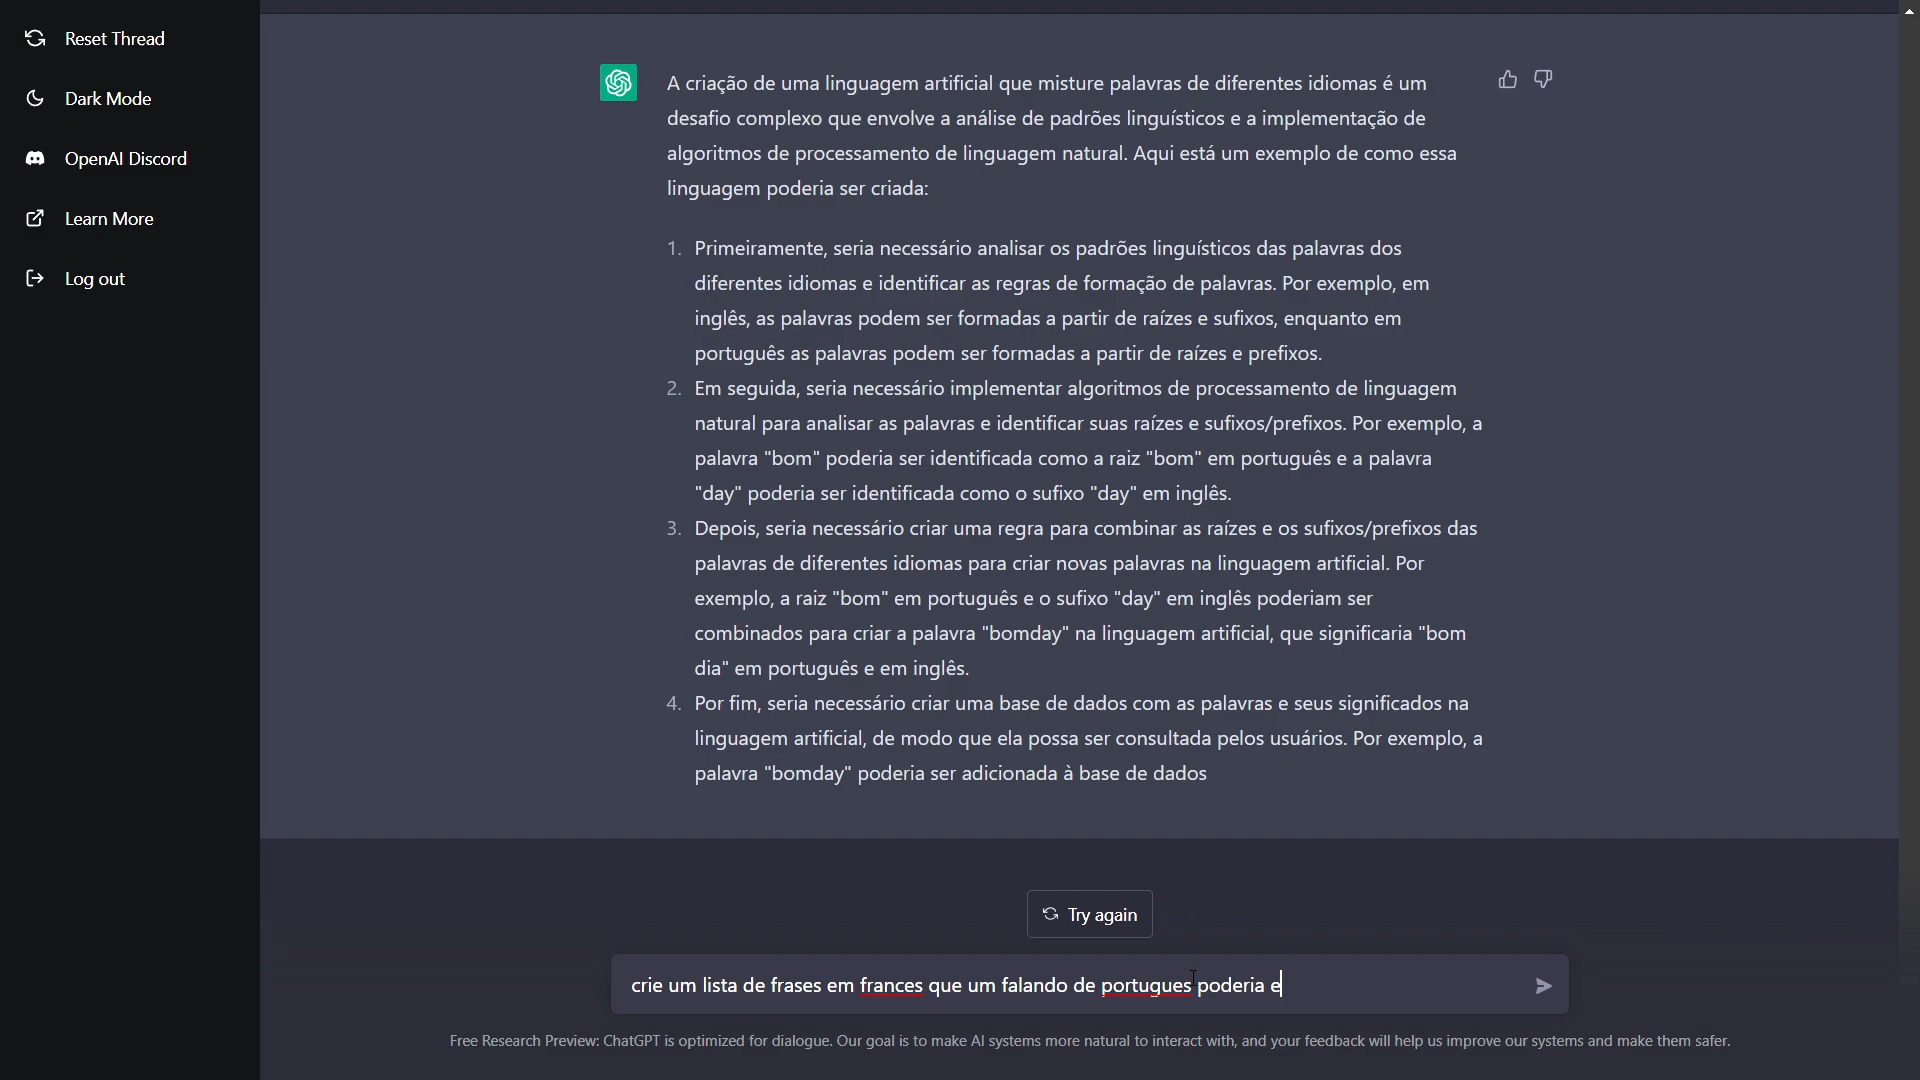 Reset Thread
Dark Mode
OpenAI Discord
Learn More
Log out
A criação de uma linguagem artificial que misture palavras de diferentes idiomas é um
desafio complexo que envolve a análise de padrões linguísticos e a implementação de
algoritmos de processamento de linguagem natural. Aqui está um exemplo de como essa
linguagem poderia ser criada:
1. Primeiramente, seria necessário analisar os padrões linguísticos das palavras dos
diferentes idiomas e identificar as regras de formação de palavras. Por exemplo, em
inglês, as palavras podem ser formadas a partir de raízes e sufixos, enquanto em
português as palavras podem ser formadas a partir de raízes e prefixos.
2. Em seguida, seria necessário implementar algoritmos de processamento de linguagem
natural para analisar as palavras e identificar suas raízes e sufixos/prefixos. Por exemplo, a
palavra "bom" poderia ser identificada como a raiz "bom" em português e a palavra
"day" poderia ser identificada como o sufixo "day" em inglês.
3. Depois, seria necessário criar uma regra para combinar as raízes e os sufixos/prefixos das
palavras de diferentes idiomas para criar novas palavras na linguagem artificial. Por
exemplo, a raiz "bom" em português e o sufixo "day" em inglês poderiam ser
combinados para criar a palavra "bomday" na linguagem artificial, que significaria "bom
dia" em português e em inglês.
4. Por fim, seria necessário criar uma base de dados com as palavras e seus significados na
linguagem artificial, de modo que ela possa ser consultada pelos usuários. Por exemplo, a
palavra "bomday" poderia ser adicionada à base de dados
Try again
crie um lista de frases em frances que um falando de portugues poderia e
Free Research Preview: ChatGPT is optimized for dialogue. Our goal is to make AI systems more natural to interact with, and your feedback will help us improve our systems and make them safer.